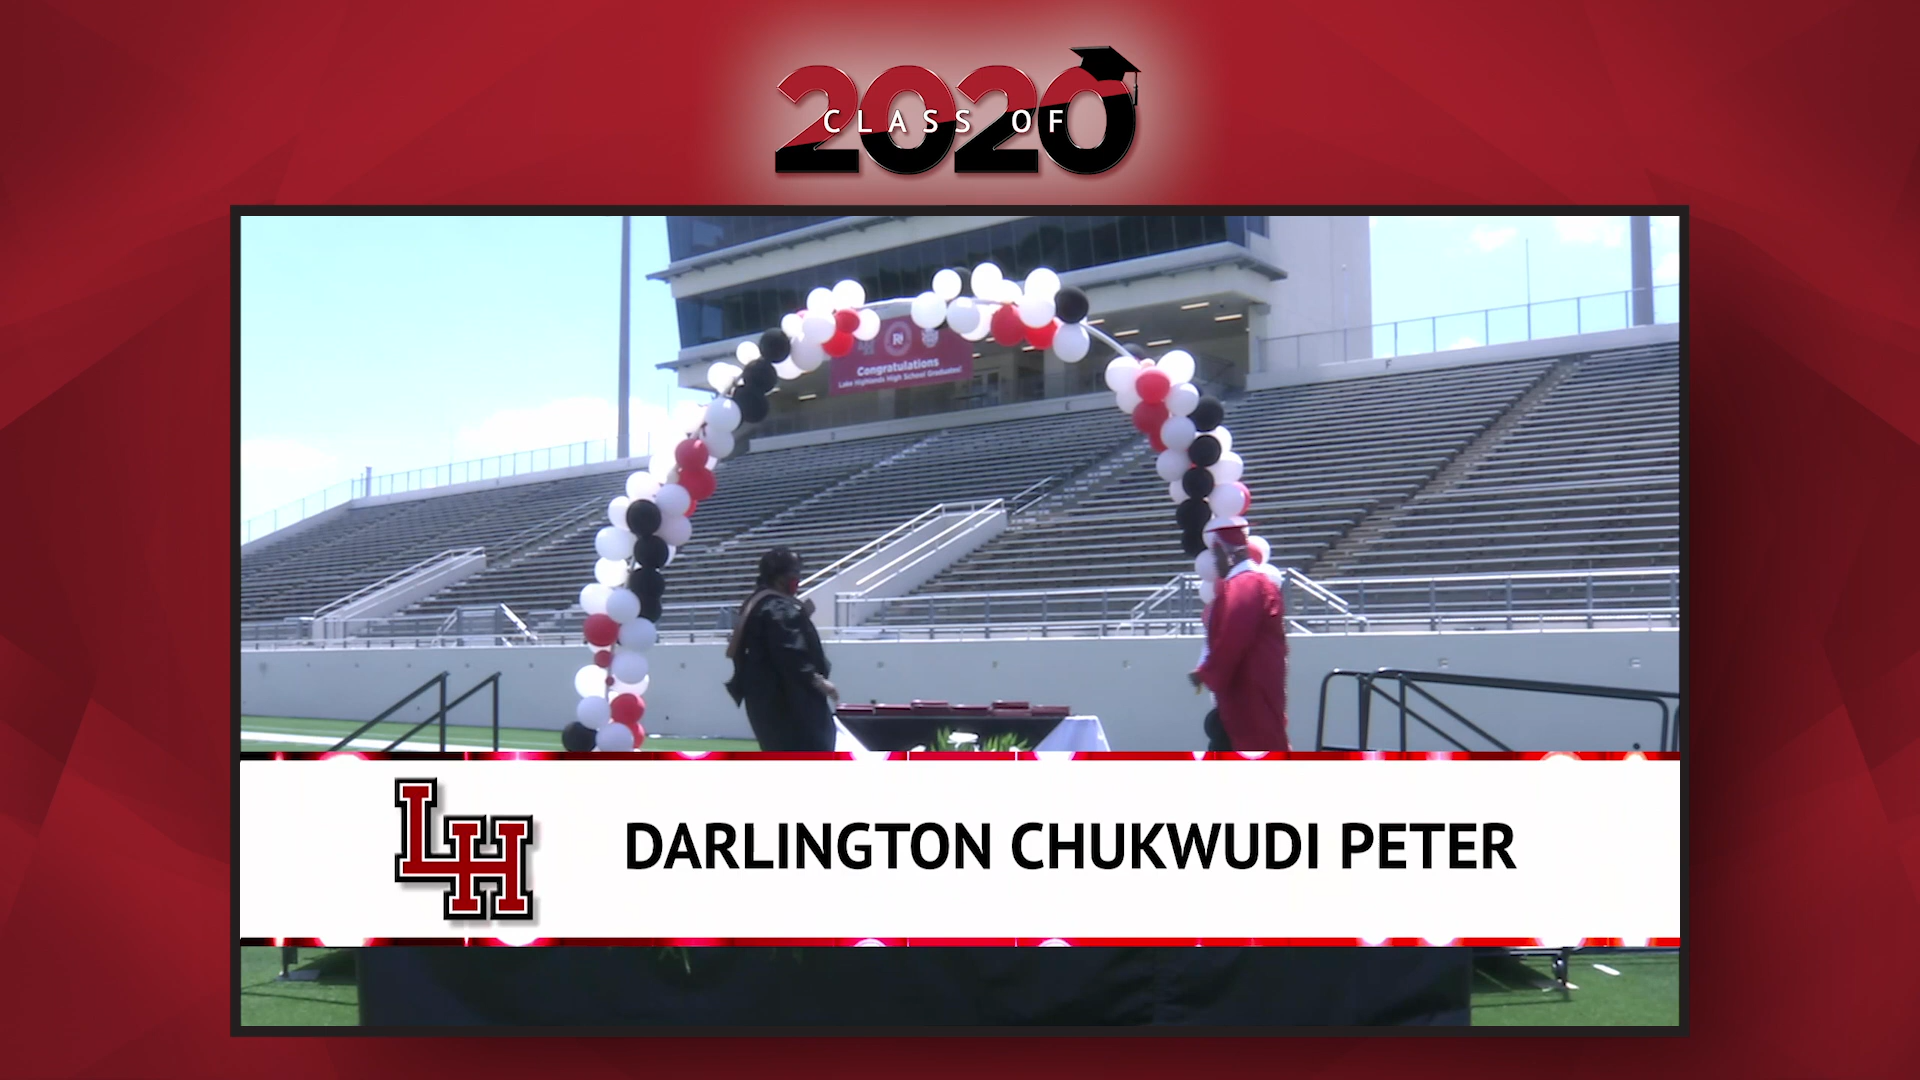 2020
CLASS OF
Congratulations
Lake Highlands High School Graduates!
LH
DARLINGTON CHUKWUDI PETER